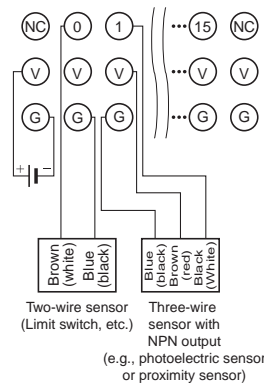 NC 0 1 ••• 15 NC
V V V ••• V V
G G G ••• G G
+ −
Brown
(white)
Blue
(black)
Blue
(black)
Brown
(red)
Black
(White)
Two-wire sensor
(Limit switch, etc.)
Three-wire
sensor with
NPN output
(e.g., photoelectric sensor
or proximity sensor)